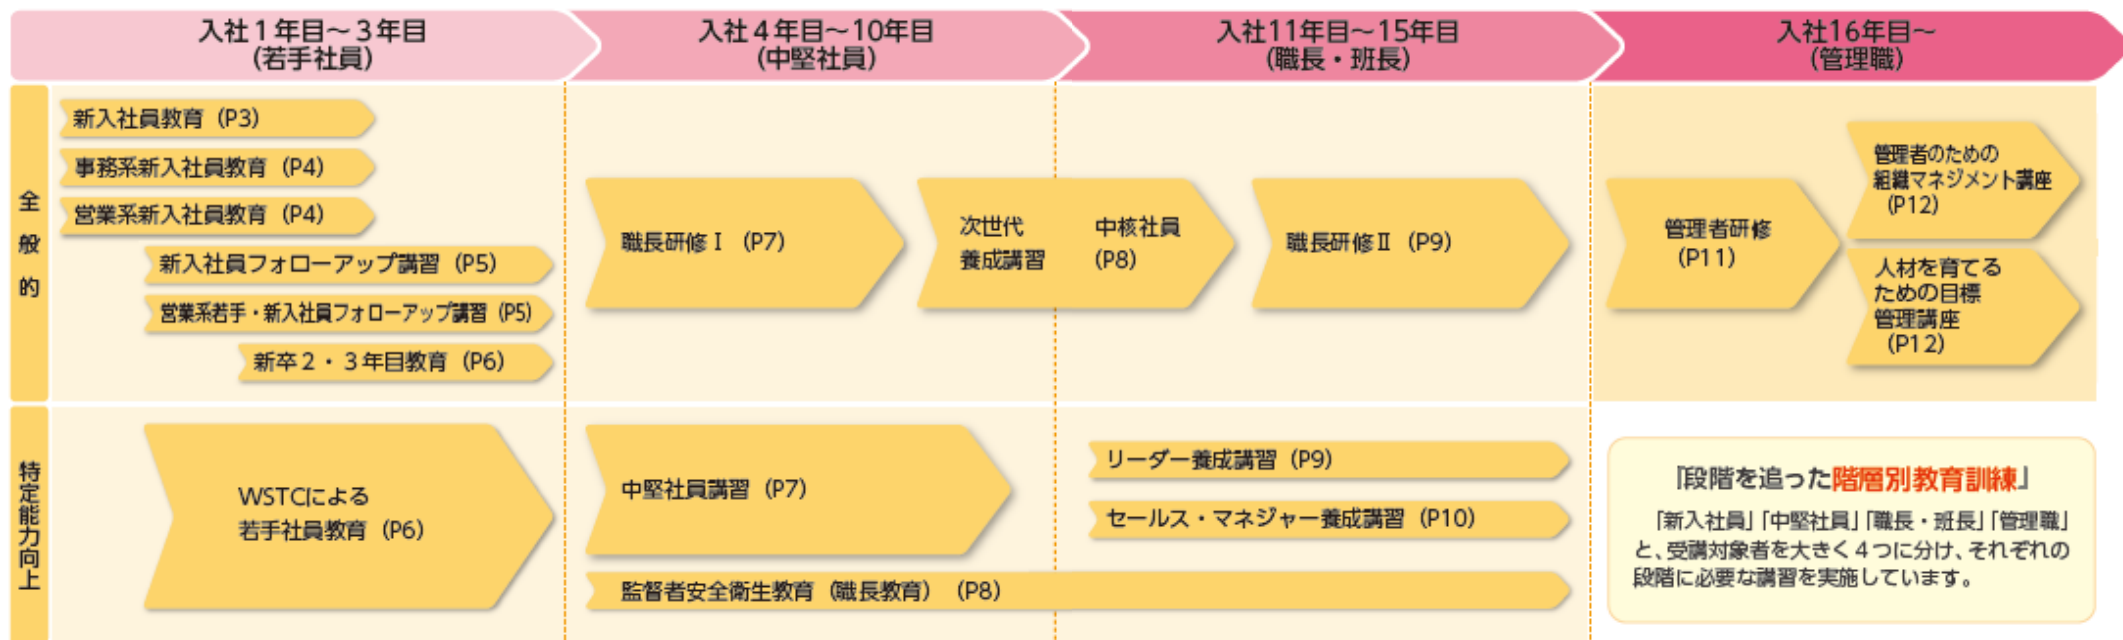 入社1年目～3年目
(若手社員)
入社4年目～10年目
(中堅社員)
入社11年目～15年目
(職長・班長)
入社16年目～
(管理職)
全般的
新入社員教育（P3）
事務系新入社員教育（P4）
営業系新入社員教育（P4）
新入社員フォローアップ講習（P5）
営業系若手・新入社員フォローアップ講習（P5）
新卒2・3年目教育（P6）
職長研修Ⅰ（P7）
次世代　中核社員
養成講習（P8）
職長研修Ⅱ（P9）
管理者研修
（P11）
管理者のための
組織マネジメント講座
（P12）
人材を育てる
ための目標
管理講座
（P12）
特定能力向上
WSTCによる
若手社員教育（P6）
中堅社員講習（P7）
監督者安全衛生教育（職長教育）（P8）
リーダー養成講習（P9）
セールス・マネジャー養成講習（P10）
『段階を追った階層別教育訓練』
「新入社員」「中堅社員」「職長・班長」「管理職」
と、受講対象者を大きく4つに分け、それぞれの
段階に必要な講習を実施しています。